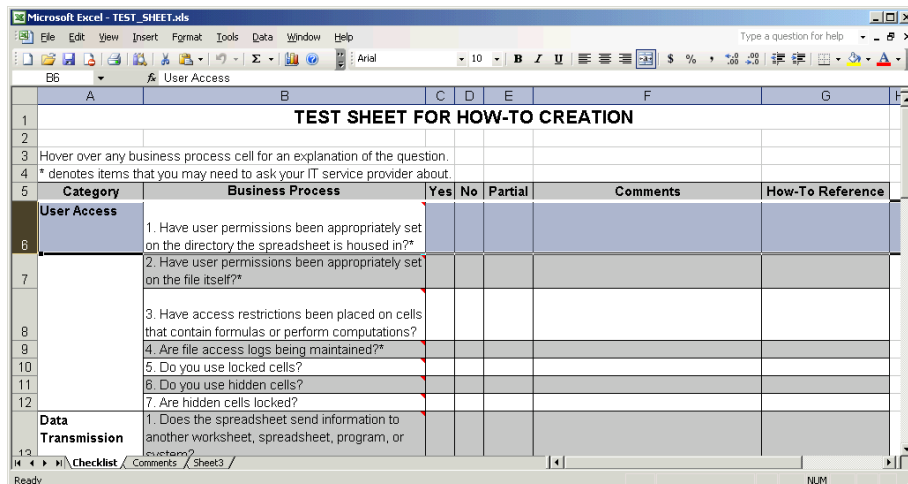 Microsoft Excel - TEST_SHEET.xls
File Edit View Insert Format Tools Data Window Help Type a question for help
Arial 10 B I U $ % ,
B6 fx User Access
A B C D E F G H
1 TEST SHEET FOR HOW-TO CREATION
2
3 Hover over any business process cell for an explanation of the question.
4 * denotes items that you may need to ask your IT service provider about.
5 Category Business Process Yes No Partial Comments How-To Reference
User Access
1. Have user permissions been appropriately set
6 on the directory the spreadsheet is housed in?*
2. Have user permissions been appropriately set
7 on the file itself?*
3. Have access restrictions been placed on cells
8 that contain formulas or perform computations?
9 4. Are file access logs being maintained?*
10 5. Do you use locked cells?
11 6. Do you use hidden cells?
12 7. Are hidden cells locked?
Data 1. Does the spreadsheet send information to
Transmission another worksheet, spreadsheet, program, or
13 system?
Checklist Comments Sheet3
Ready NUM